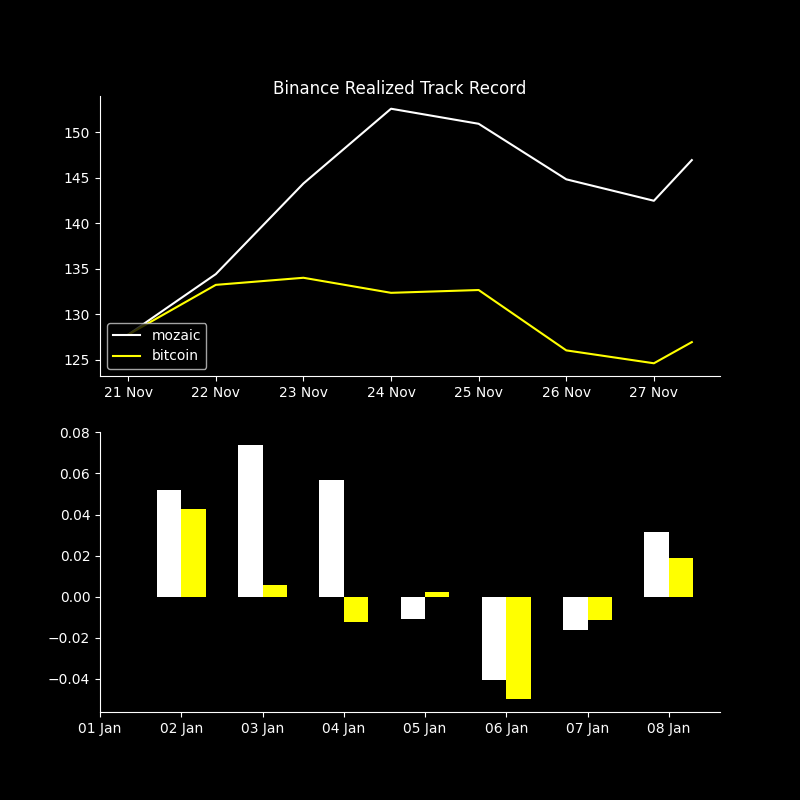 Binance Realized Track Record
150
145
140
135
130
125
mozaic
bitcoin
21 Nov 22 Nov 23 Nov 24 Nov 25 Nov 26 Nov 27 Nov
0.08
0.06
0.04
0.02
0.00
−0.02
−0.04
01 Jan 02 Jan 03 Jan 04 Jan 05 Jan 06 Jan 07 Jan 08 Jan